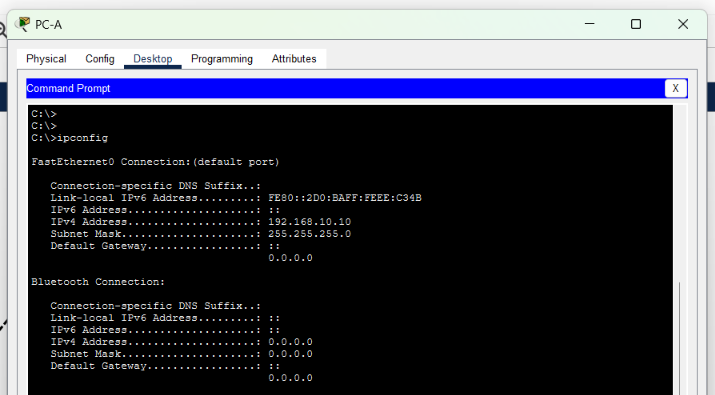 PC-A
Physical Config Desktop Programming Attributes
Command Prompt
X
C:\>
C:\>
C:\>ipconfig
FastEthernet0 Connection:(default port)
Connection-specific DNS Suffix..:
Link-local IPv6 Address.........: FE80::2D0:BAFF:FEEE:C34B
IPv6 Address....................: ::
IPv4 Address....................: 192.168.10.10
Subnet Mask.....................: 255.255.255.0
Default Gateway.................: ::
0.0.0.0
Bluetooth Connection:
Connection-specific DNS Suffix..:
Link-local IPv6 Address.........: ::
IPv6 Address....................: ::
IPv4 Address....................: 0.0.0.0
Subnet Mask.....................: 0.0.0.0
Default Gateway.................: ::
0.0.0.0